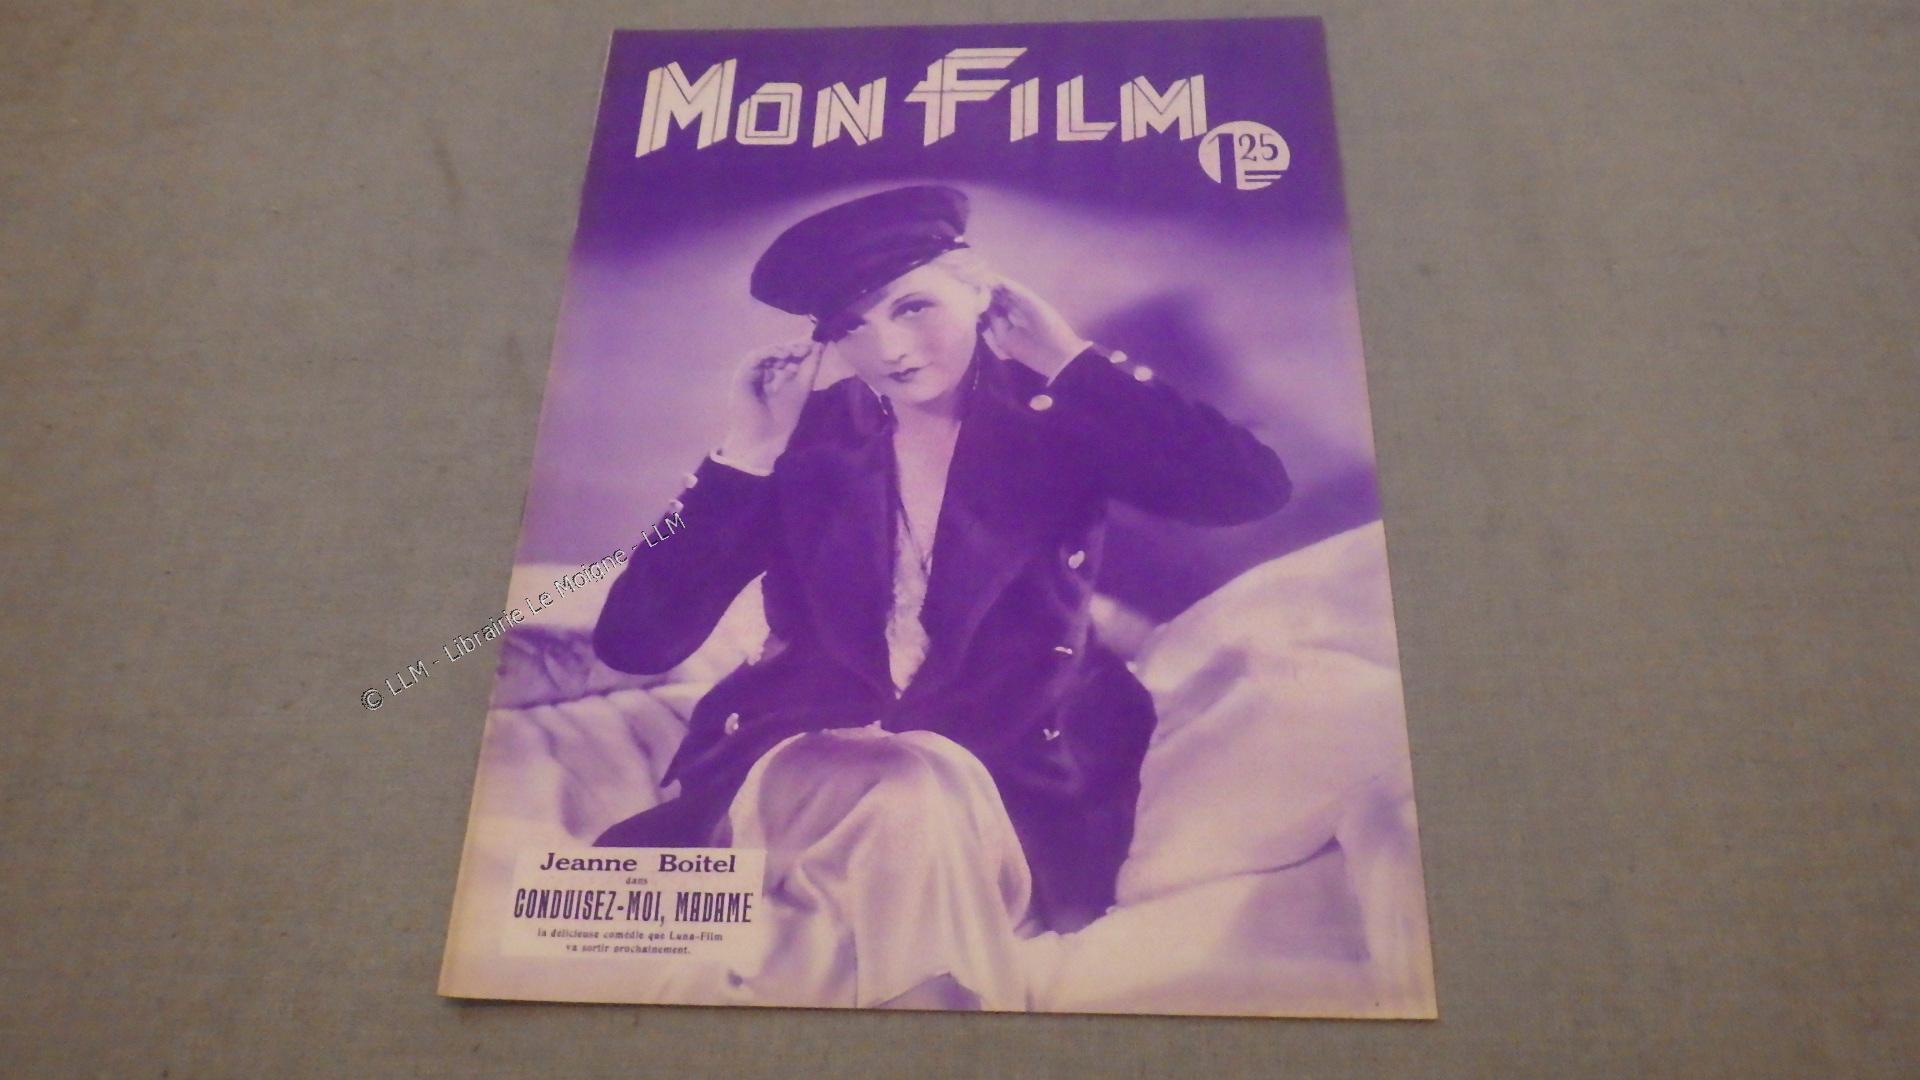 MON FILM
1 25
© LLM - Librairie Le Moigne - LLM
Jeanne Boitel
dans
CONDUISEZ-MOI, MADAME
la délicieuse comédie que Luna-Film
va sortir prochainement.